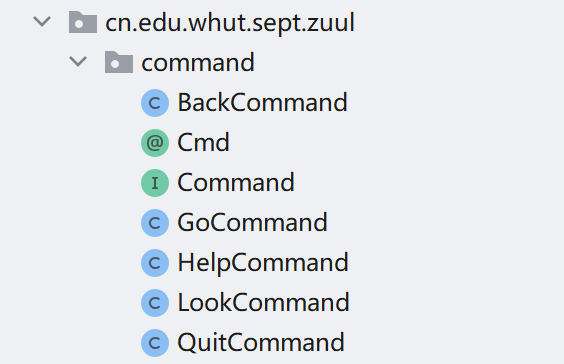 cn.edu.whut.sept.zuul
command
C BackCommand
@ Cmd
I Command
C GoCommand
C HelpCommand
C LookCommand
C QuitCommand